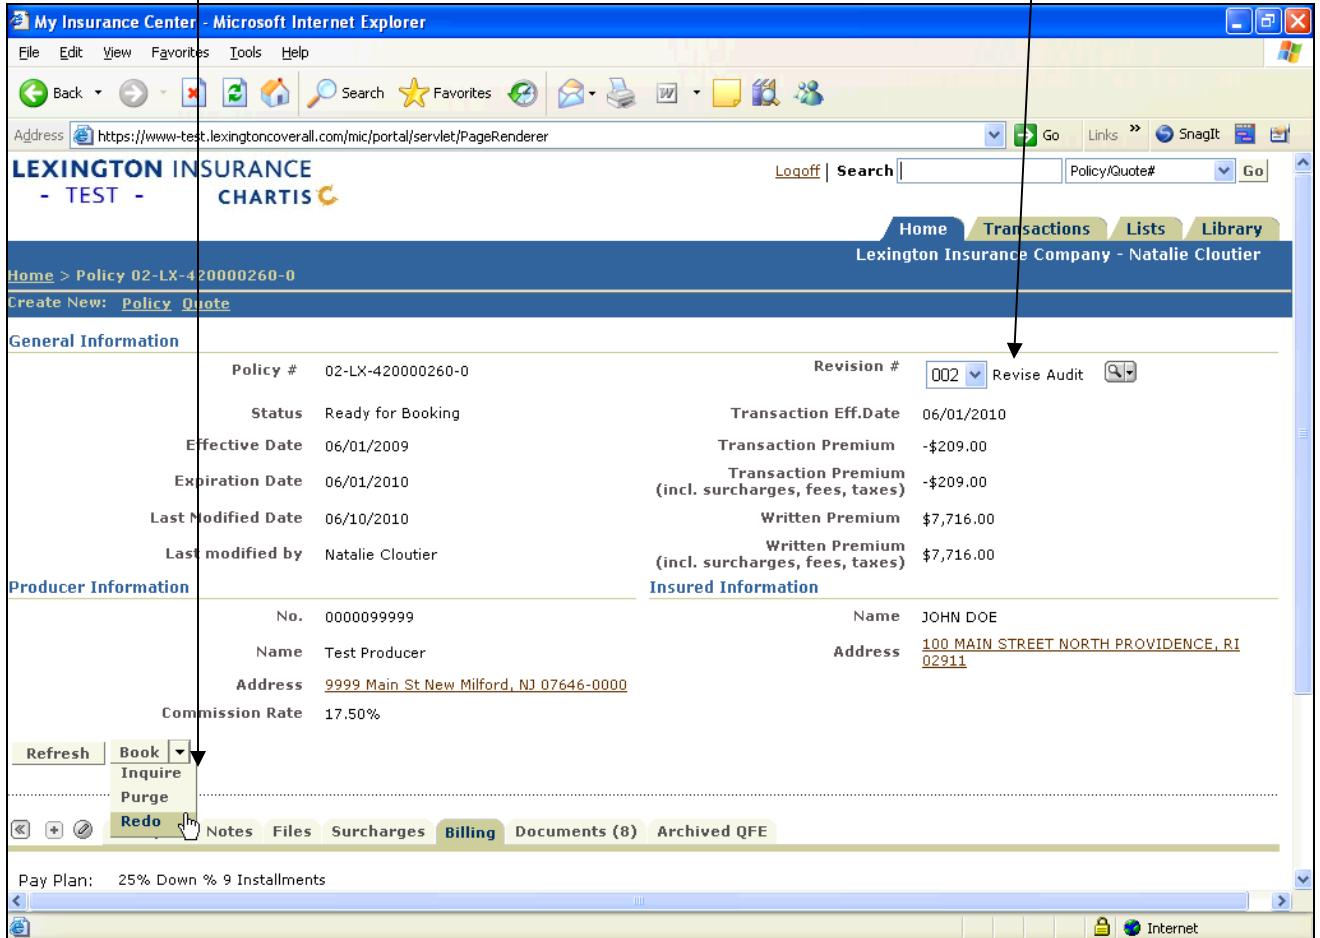 My Insurance Center - Microsoft Internet Explorer
File Edit View Favorites Tools Help
Back Search Favorites
Address https://www-test.lexingtoncoverall.com/mic/portal/servlet/PageRenderer Go Links » SnagIt
LEXINGTON INSURANCE
- TEST - CHARTIS
Logoff | Search Policy/Quote# Go
Home Transactions Lists Library
Lexington Insurance Company - Natalie Cloutier
Home > Policy 02-LX-420000260-0
Create New: Policy Quote
General Information
Policy # 02-LX-420000260-0 Revision # 002 Revise Audit
Status Ready for Booking Transaction Eff.Date 06/01/2010
Effective Date 06/01/2009 Transaction Premium -$209.00
Expiration Date 06/01/2010 Transaction Premium (incl. surcharges, fees, taxes) -$209.00
Last Modified Date 06/10/2010 Written Premium $7,716.00
Last modified by Natalie Cloutier Written Premium (incl. surcharges, fees, taxes) $7,716.00
Producer Information Insured Information
No. 0000099999 Name JOHN DOE
Name Test Producer Address 100 MAIN STREET NORTH PROVIDENCE, RI 02911
Address 9999 Main St New Milford, NJ 07646-0000
Commission Rate 17.50%
Refresh Book
Inquire
Purge
Redo
Notes Files Surcharges Billing Documents (8) Archived QFE
Pay Plan: 25% Down % 9 Installments
Internet